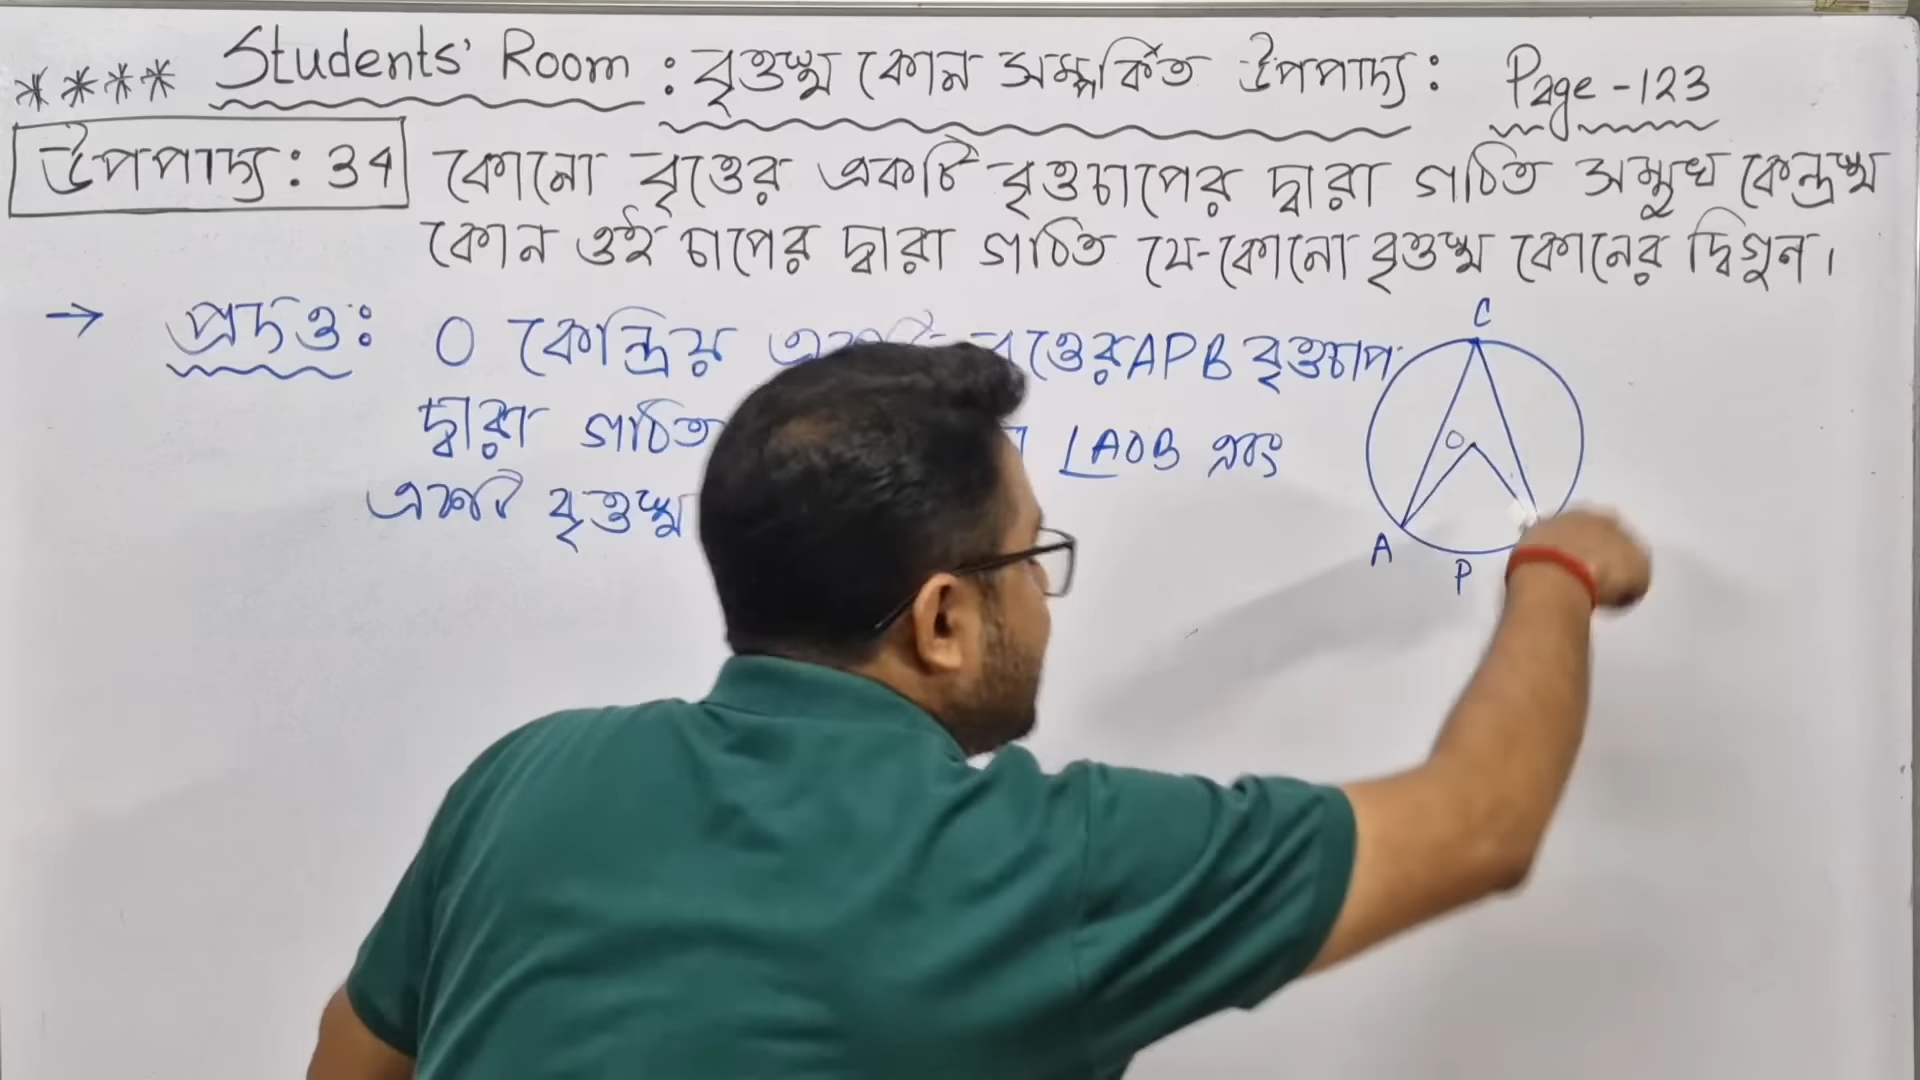 **** Students' Room : বৃত্তস্থ কোন সম্পর্কিত উপপাদ্য : Page -123
উপপাদ্য : 34 কোনো বৃত্তের একটি বৃত্তচাপের দ্বারা গঠিত সম্মুখ কেন্দ্রস্থ
কোন ওই চাপের দ্বারা গঠিত যে-কোনো বৃত্তস্থ কোনের দ্বিগুন।
→ প্রদত্ত : O কেন্দ্রিয় APB বৃত্তচাপ
দ্বারা গঠিত ∠AOB এবং
একটি বৃত্তস্থ
C
O
A
P